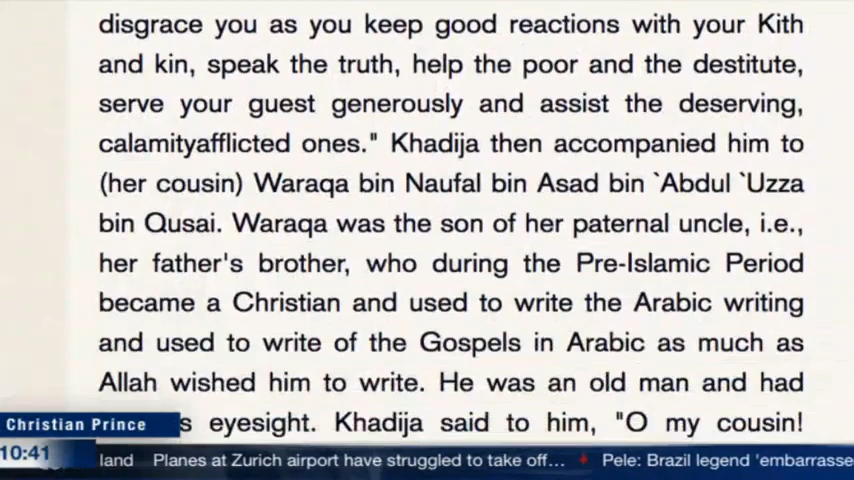 disgrace you as you keep good reactions with your Kith
and kin, speak the truth, help the poor and the destitute,
serve your guest generously and assist the deserving,
calamityafflicted ones." Khadija then accompanied him to
(her cousin) Waraqa bin Naufal bin Asad bin `Abdul `Uzza
bin Qusai. Waraqa was the son of her paternal uncle, i.e.,
her father's brother, who during the Pre-Islamic Period
became a Christian and used to write the Arabic writing
and used to write of the Gospels in Arabic as much as
Allah wished him to write. He was an old man and had
s eyesight. Khadija said to him, "O my cousin!
Christian Prince
10:41
land Planes at Zurich airport have struggled to take off... Pele: Brazil legend 'embarrasse